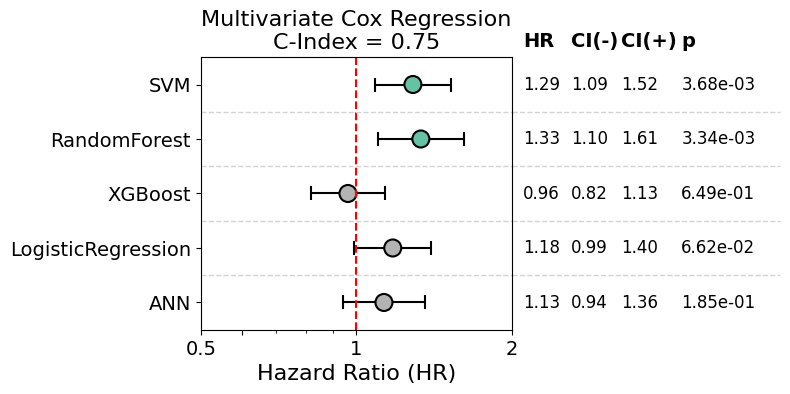 Multivariate Cox Regression
C-Index = 0.75
HR CI(-) CI(+) p
SVM 1.29 1.09 1.52 3.68e-03
RandomForest 1.33 1.10 1.61 3.34e-03
XGBoost 0.96 0.82 1.13 6.49e-01
LogisticRegression 1.18 0.99 1.40 6.62e-02
ANN 1.13 0.94 1.36 1.85e-01
0.5 1 2
Hazard Ratio (HR)